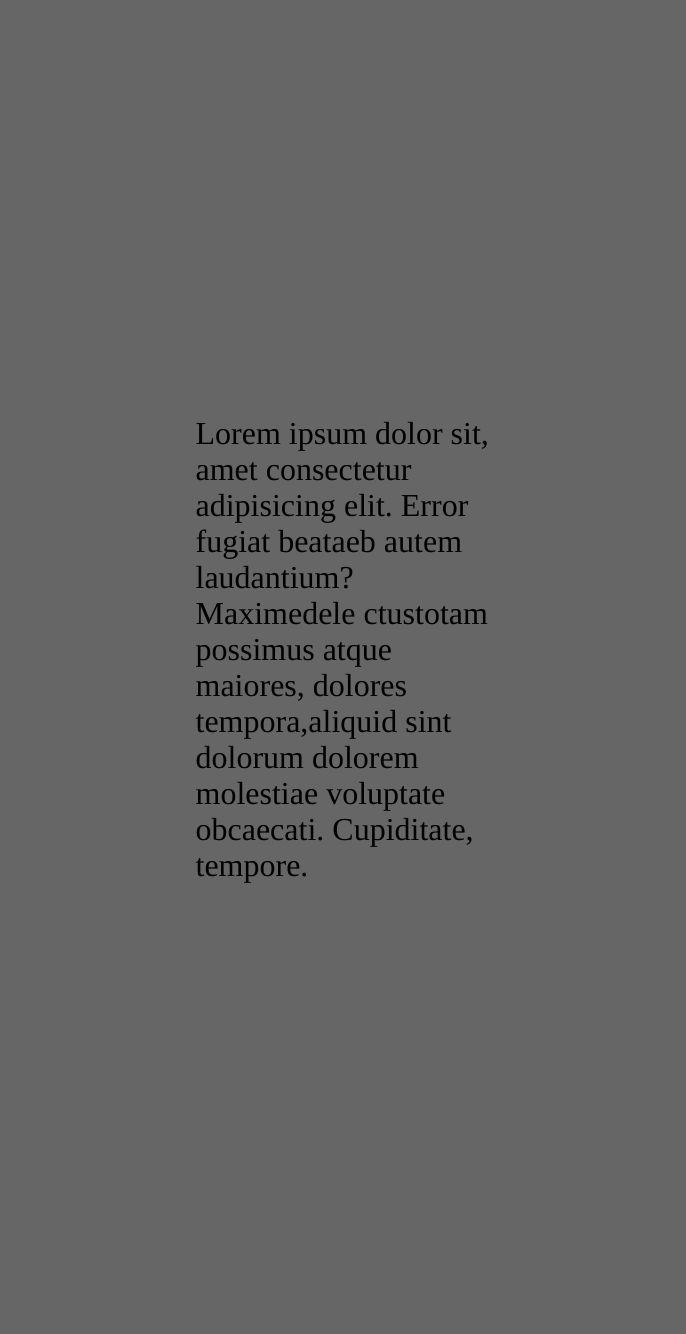 Lorem ipsum dolor sit,
amet consectetur
adipisicing elit. Error
fugiat beataeb autem
laudantium?
Maximedele ctustotam
possimus atque
maiores, dolores
tempora,aliquid sint
dolorum dolorem
molestiae voluptate
obcaecati. Cupiditate,
tempore.